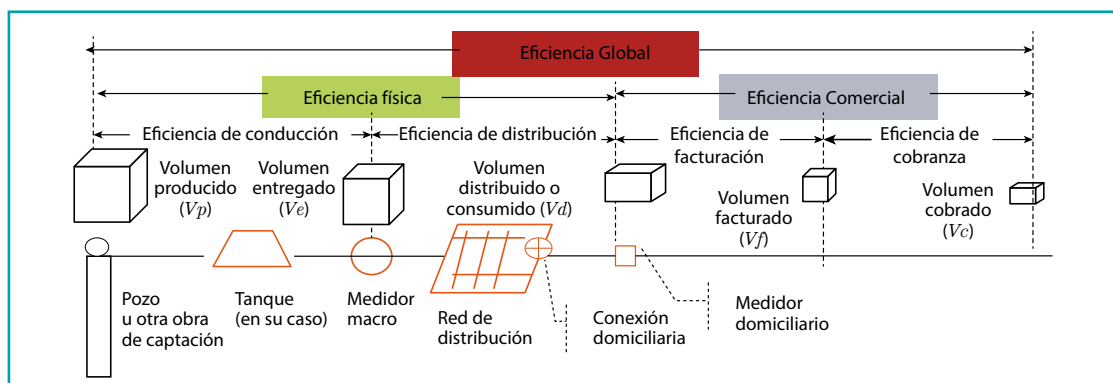 Eficiencia Global
Eficiencia física
Eficiencia Comercial
Eficiencia de conducción
Eficiencia de distribución
Eficiencia de
facturación
Eficiencia de
cobranza
Volumen
producido
(Vp)
Volumen
entregado
(Ve)
Volumen
distribuido o
consumido (Vd)
Volumen
facturado
(Vf)
Volumen
cobrado
(Vc)
Pozo
u otra obra
de captación
Tanque
(en su caso)
Medidor
macro
Red de
distribución
Conexión
domiciliaria
Medidor
domiciliario